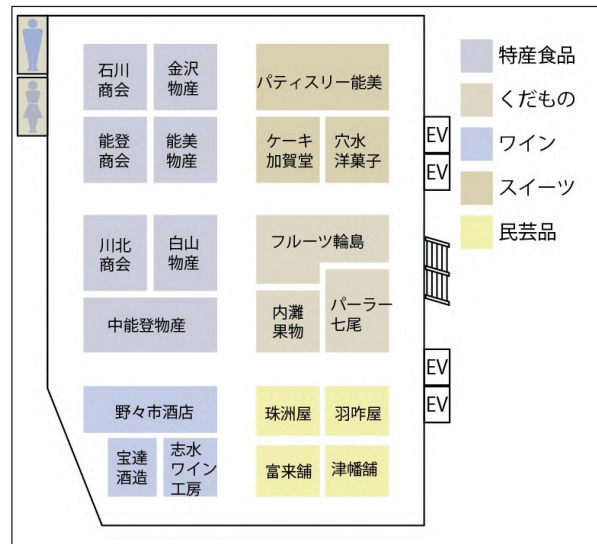 石川
商会
金沢
物産
パティスリー能美
能登
商会
能美
物産
ケーキ
加賀堂
穴水
洋菓子
川北
商会
白山
物産
フルーツ輪島
中能登物産
内灘
果物
パーラー
七尾
野々市酒店
珠洲屋
羽咋屋
宝達
酒造
志水
ワイン
工房
富来舗
津幡舗
EV
EV
EV
EV
特産食品
くだもの
ワイン
スイーツ
民芸品